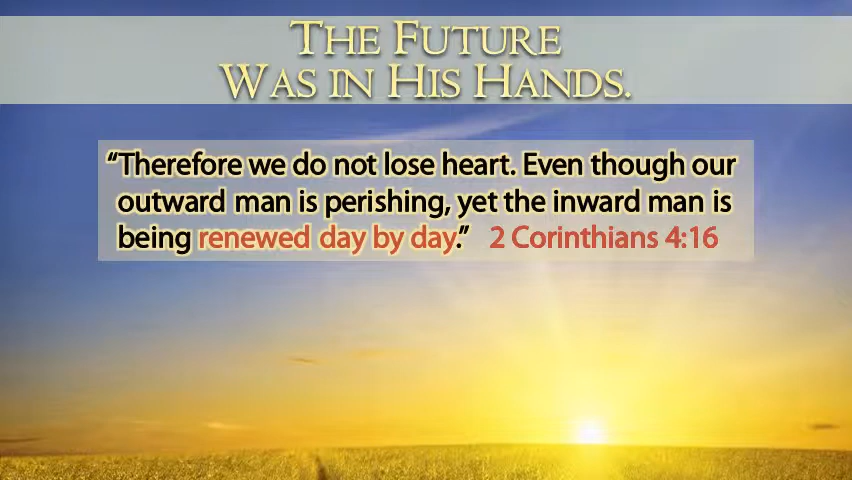 The Future
Was in His Hands.
“Therefore we do not lose heart. Even though our
outward man is perishing, yet the inward man is
being renewed day by day.” 2 Corinthians 4:16